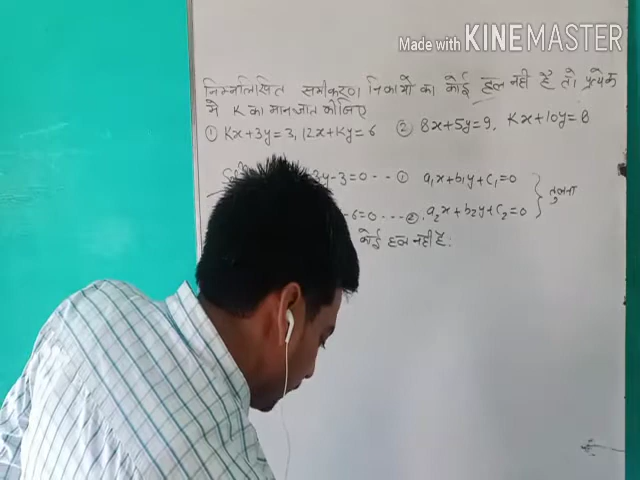 Made with KINEMASTER
निम्नलिखित समीकरण निकायों का कोई हल नहीं है तो प्रत्येक
में K का मान ज्ञात कीजिए
① Kx+3y=3, 12x+Ky=6 ② 8x+5y=9, Kx+10y=8
3y-3=0 --- ① a₁x+b₁y+c₁=0
-6=0 ---- ②. a₂x+b₂y+c₂=0 तुलना
कोई हल नहीं है: